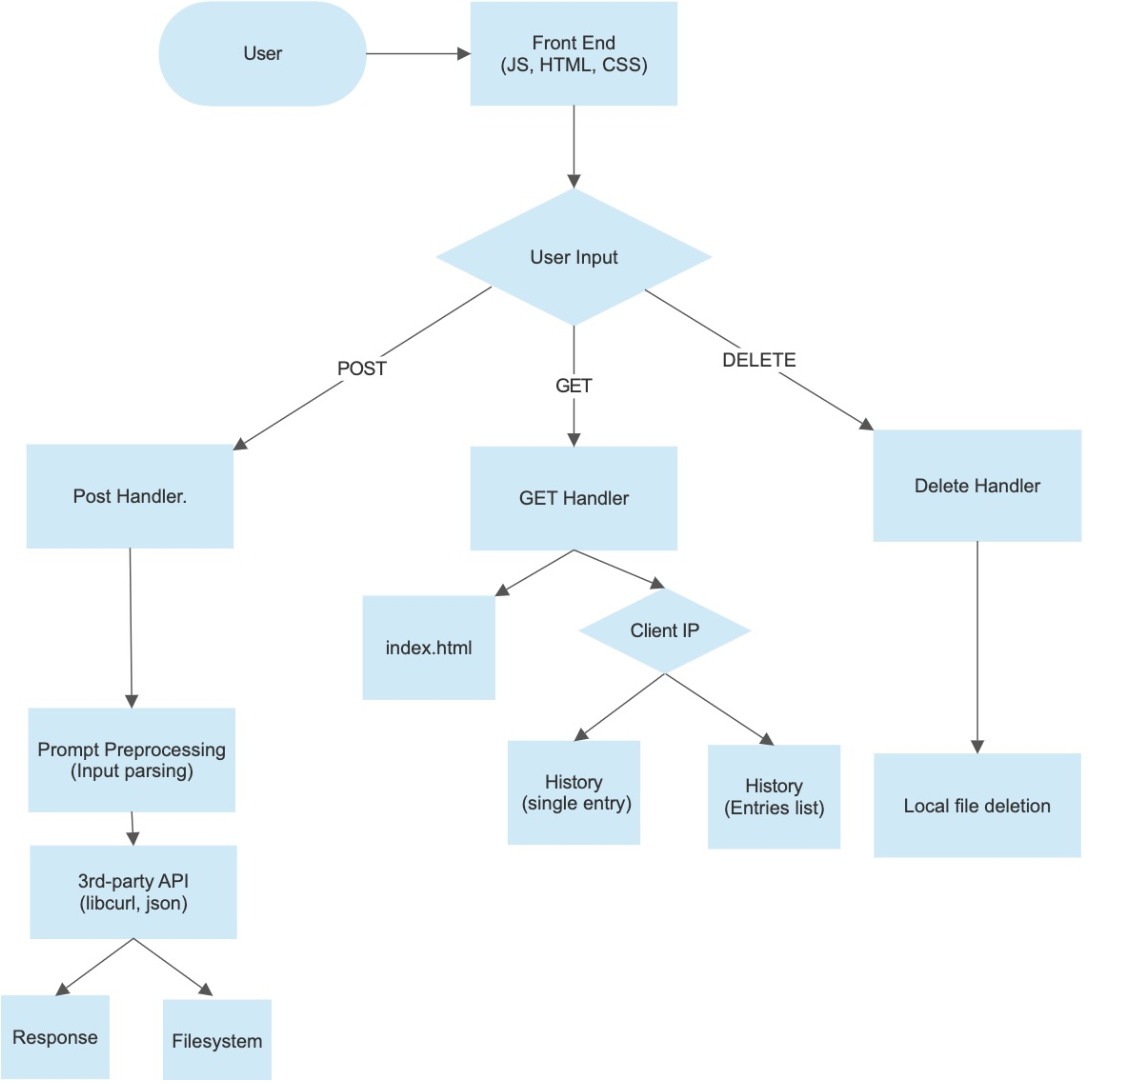 User
Front End
(JS, HTML, CSS)
User Input
POST
GET
DELETE
Post Handler.
GET Handler
Delete Handler
index.html
Client IP
Prompt Preprocessing
(Input parsing)
History
(single entry)
History
(Entries list)
Local file deletion
3rd-party API
(libcurl, json)
Response
Filesystem